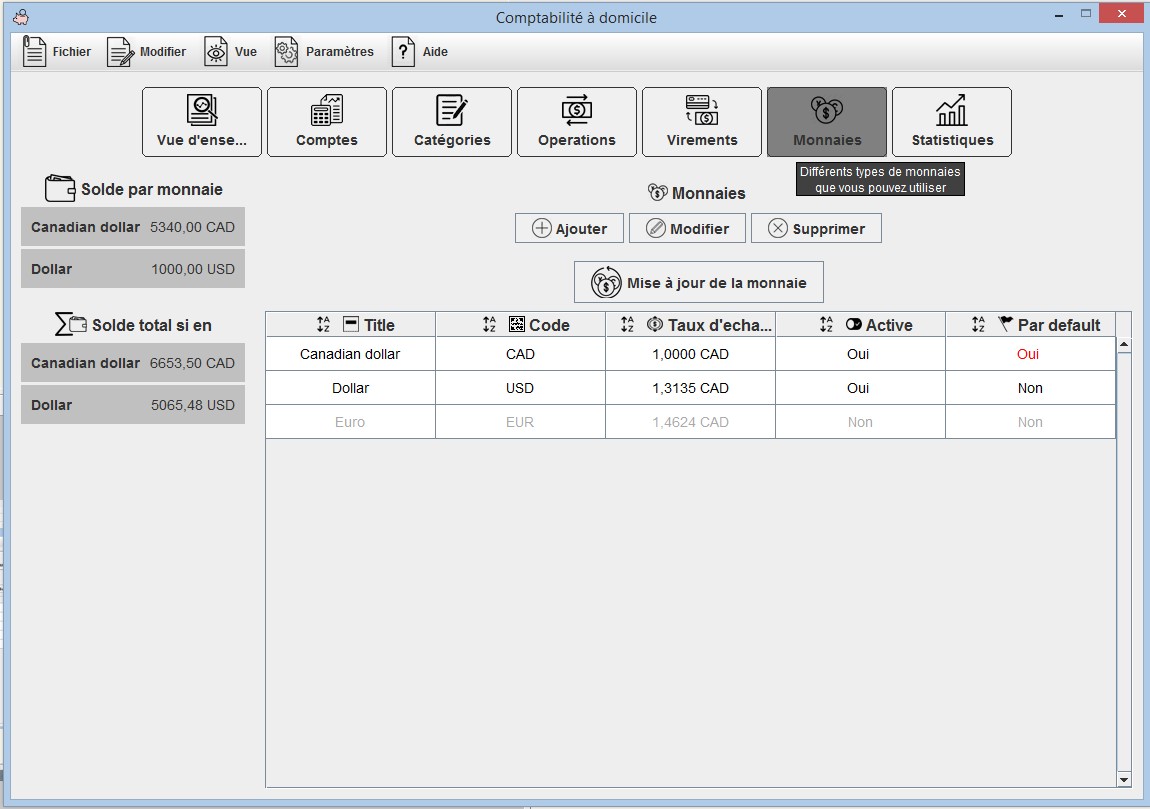 Comptabilité à domicile
Fichier Modifier Vue Paramètres ? Aide
Vue d'ense... Comptes Catégories Operations Virements Monnaies Statistiques
Différents types de monnaies
que vous pouvez utiliser
Solde par monnaie
Canadian dollar 5340,00 CAD
Dollar 1000,00 USD
Solde total si en
Canadian dollar 6653,50 CAD
Dollar 5065,48 USD
Monnaies
Ajouter Modifier Supprimer
Mise à jour de la monnaie
Title Code Taux d'echa... Active Par default
Canadian dollar CAD 1,0000 CAD Oui Oui
Dollar USD 1,3135 CAD Oui Non
Euro EUR 1,4624 CAD Non Non